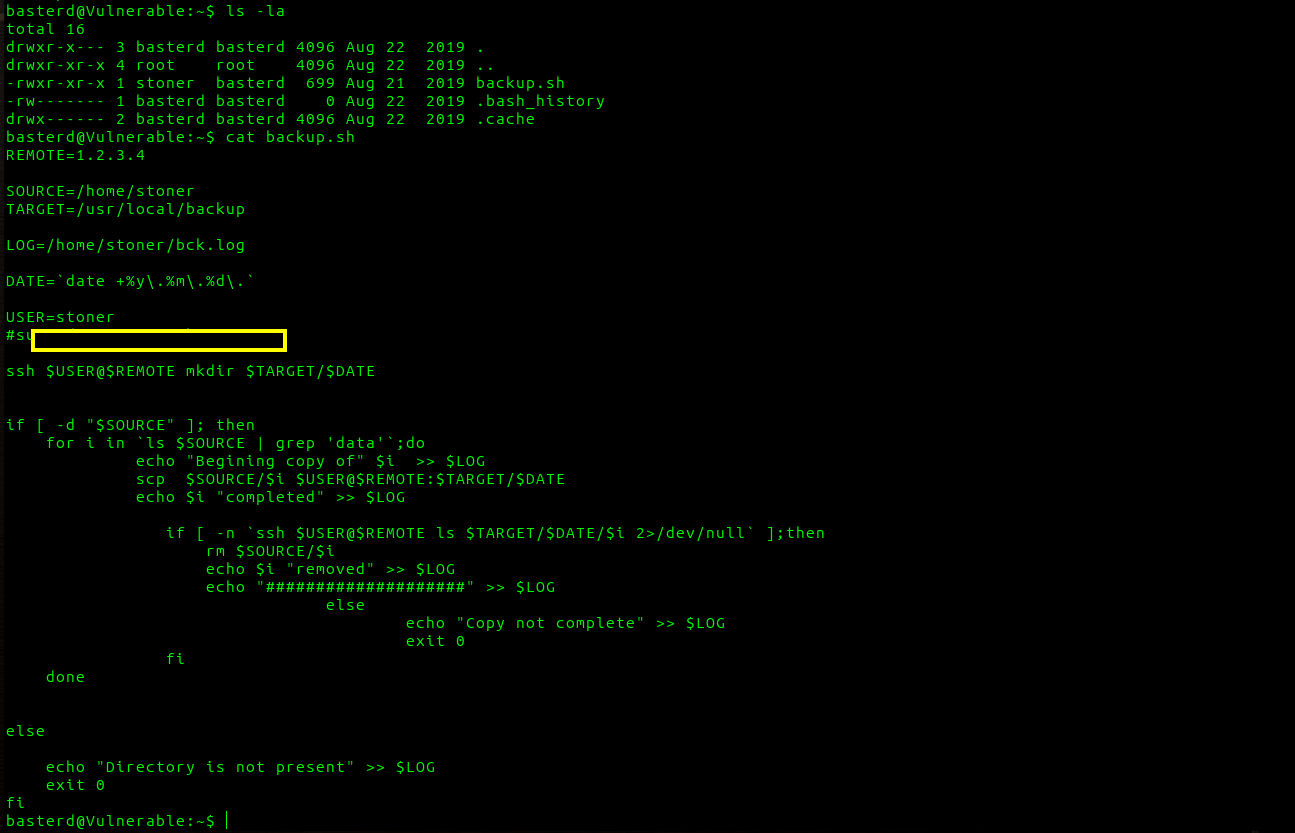 basterd@Vulnerable:~$ ls -la
total 16
drwxr-x--- 3 basterd basterd 4096 Aug 22  2019 .
drwxr-xr-x 4 root    root    4096 Aug 22  2019 ..
-rwxr-xr-x 1 stoner  basterd  699 Aug 21  2019 backup.sh
-rw------- 1 basterd basterd    0 Aug 22  2019 .bash_history
drwx------ 2 basterd basterd 4096 Aug 22  2019 .cache
basterd@Vulnerable:~$ cat backup.sh
REMOTE=1.2.3.4
SOURCE=/home/stoner
TARGET=/usr/local/backup
LOG=/home/stoner/bck.log
DATE=`date +%y\.%m\.%d\.`
USER=stoner
ssh $USER@$REMOTE mkdir $TARGET/$DATE
if [ -d "$SOURCE" ]; then
    for i in `ls $SOURCE | grep 'data'`;do
             echo "Begining copy of" $i  >> $LOG
             scp  $SOURCE/$i $USER@$REMOTE:$TARGET/$DATE
             echo $i "completed" >> $LOG
                if [ -n `ssh $USER@$REMOTE ls $TARGET/$DATE/$i 2>/dev/null` ];then
                    rm $SOURCE/$i
                    echo $i "removed" >> $LOG
                    echo "####################" >> $LOG
                                else
                                        echo "Copy not complete" >> $LOG
                                        exit 0
                fi
    done
else
    echo "Directory is not present" >> $LOG
    exit 0
fi
basterd@Vulnerable:~$